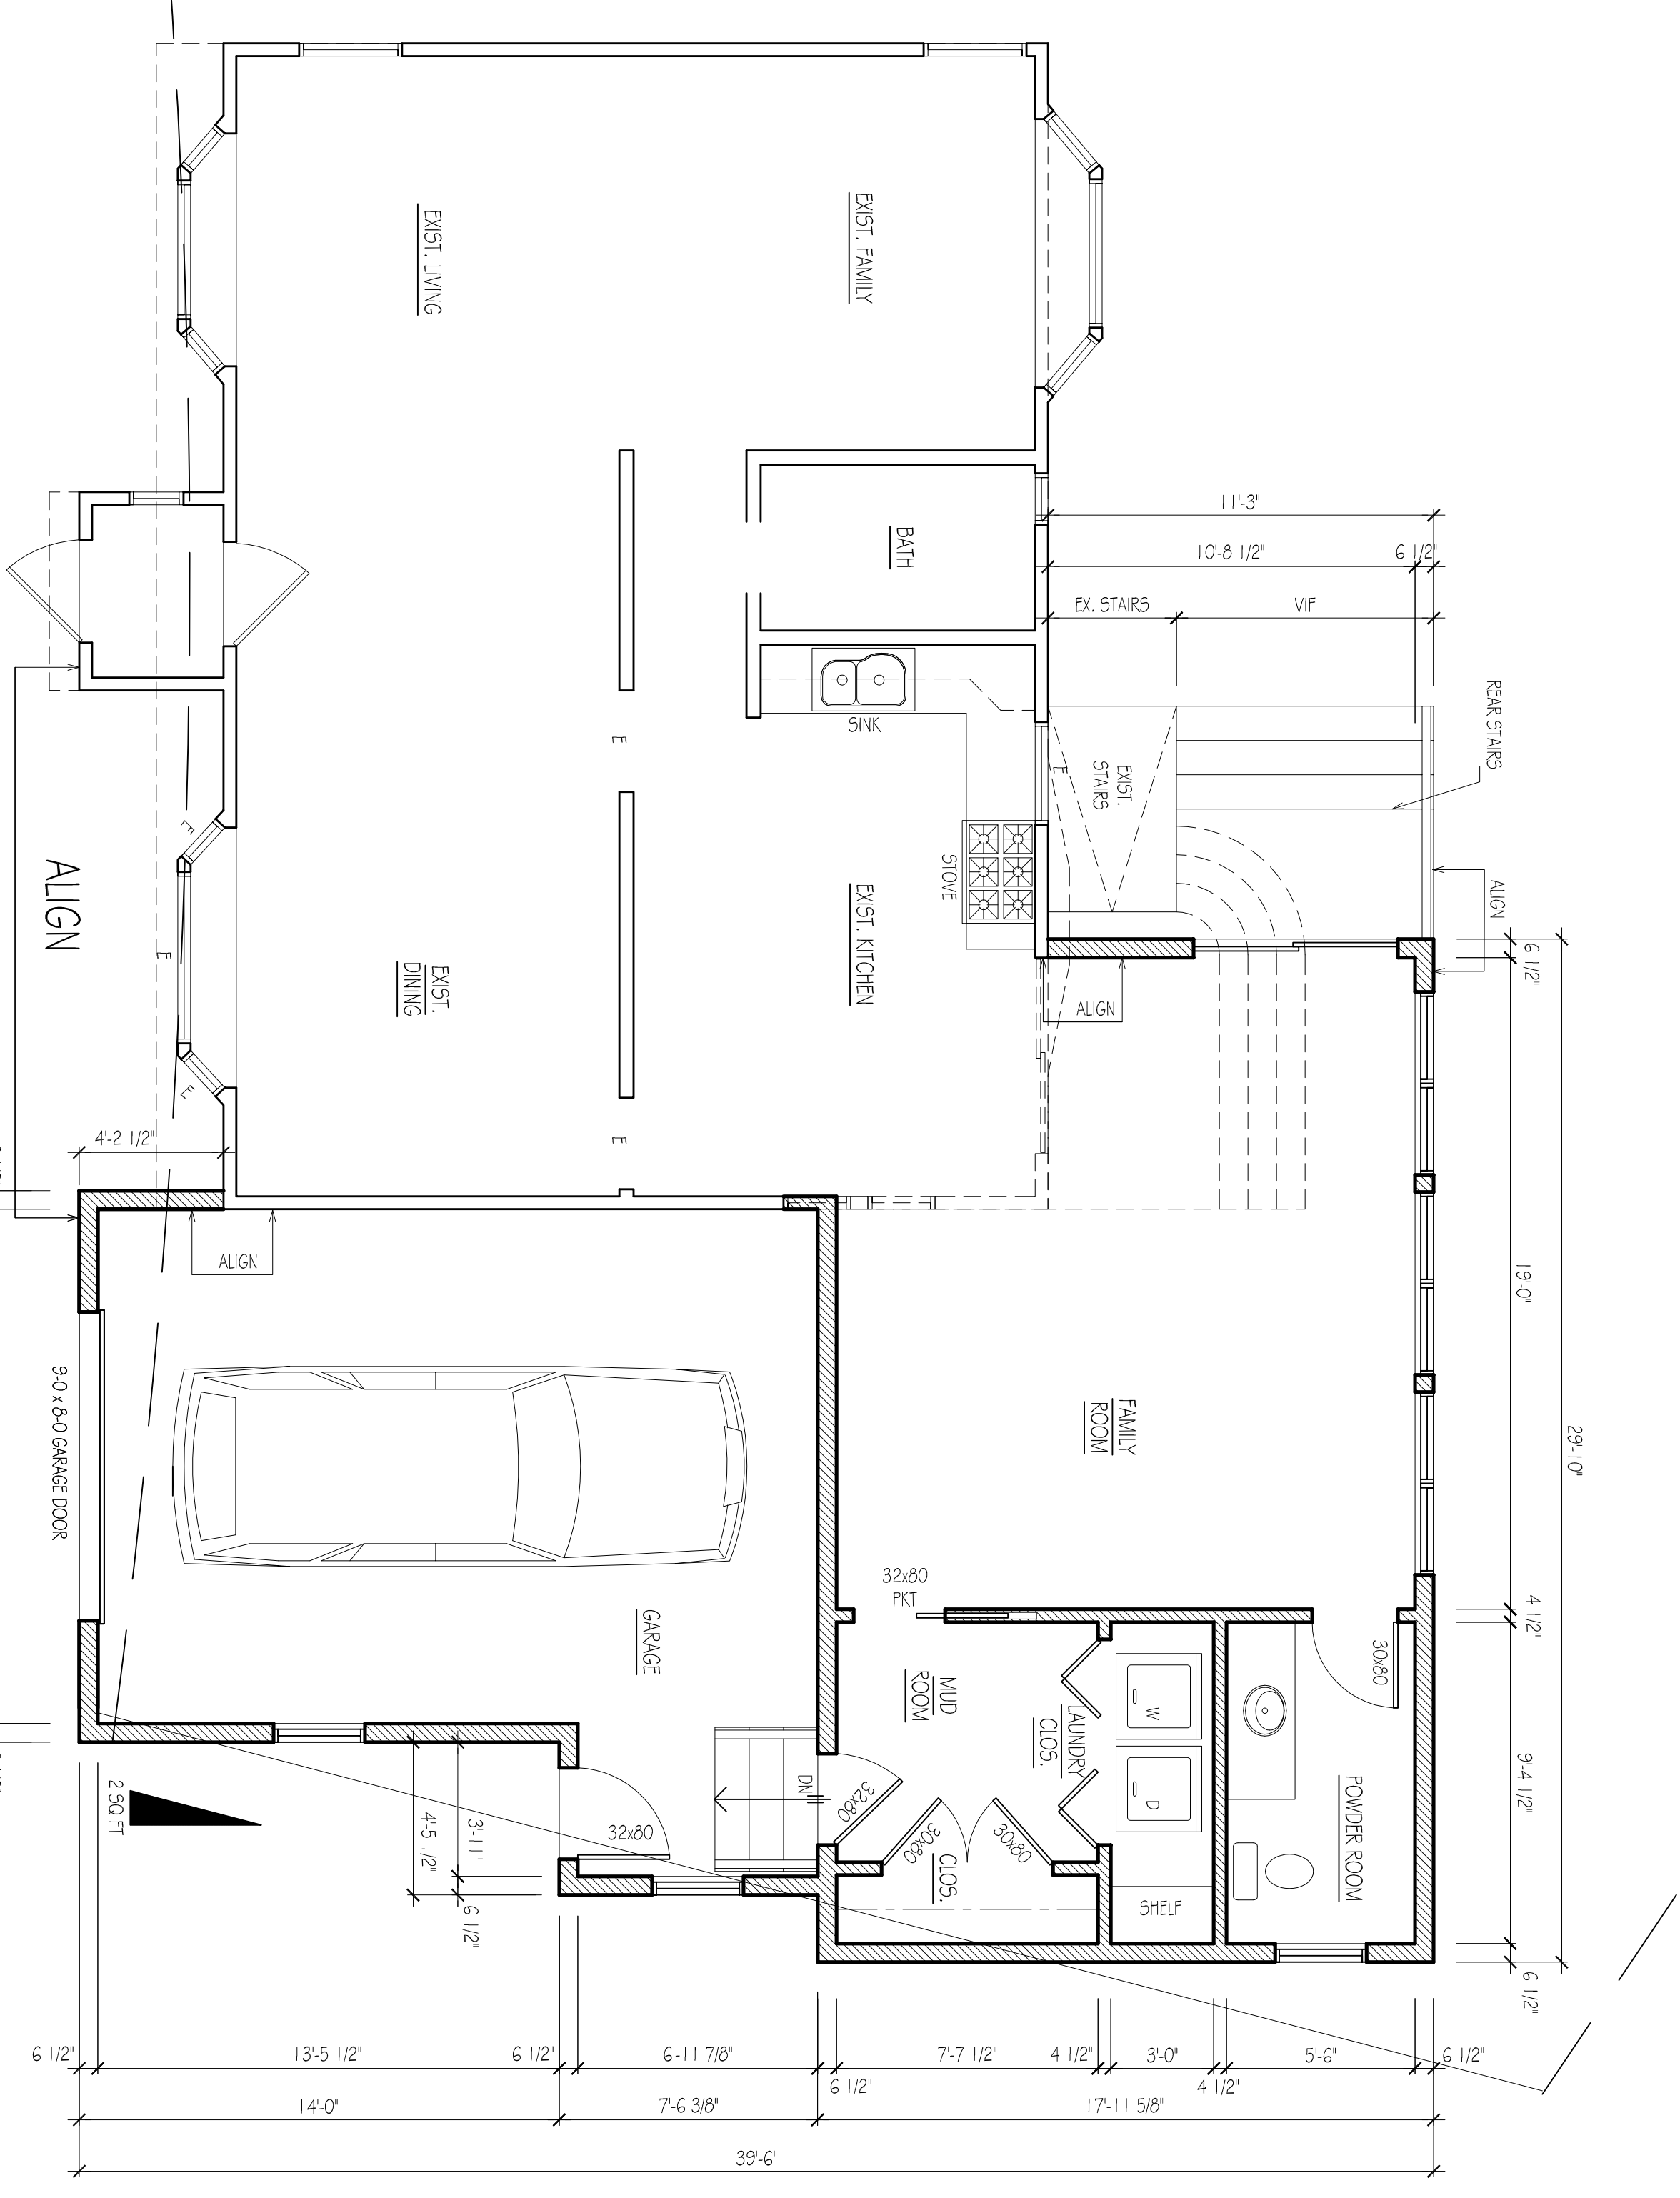 11'-3"
10'-8 1/2"
6 1/2"
EX. STAIRS
VIF
REAR STAIRS
EXIST. FAMILY
EXIST. LIVING
BATH
SINK
STOVE
EXIST.
STAIRS
E
E
E
E
E
E
EXIST. KITCHEN
EXIST.
DINING
ALIGN
ALIGN
ALIGN
ALIGN
4'-2 1/2"
6 1/2"
19'-0"
29'-10"
4 1/2"
9'-4 1/2"
6 1/2"
FAMILY
ROOM
32x80
PKT
30x80
MUD
ROOM
LAUNDRY
CLOS.
W
D
POWDER ROOM
SHELF
CLOS.
30x80
30x80
32x80
DN
32x80
GARAGE
9-0 x 8-0 GARAGE DOOR
2 SQ FT
3'-11"
4'-5 1/2"
6 1/2"
6 1/2"
13'-5 1/2"
6 1/2"
6'-11 7/8"
6 1/2"
7'-7 1/2"
4 1/2"
3'-0"
4 1/2"
5'-6"
6 1/2"
14'-0"
7'-6 3/8"
17'-11 5/8"
39'-6"